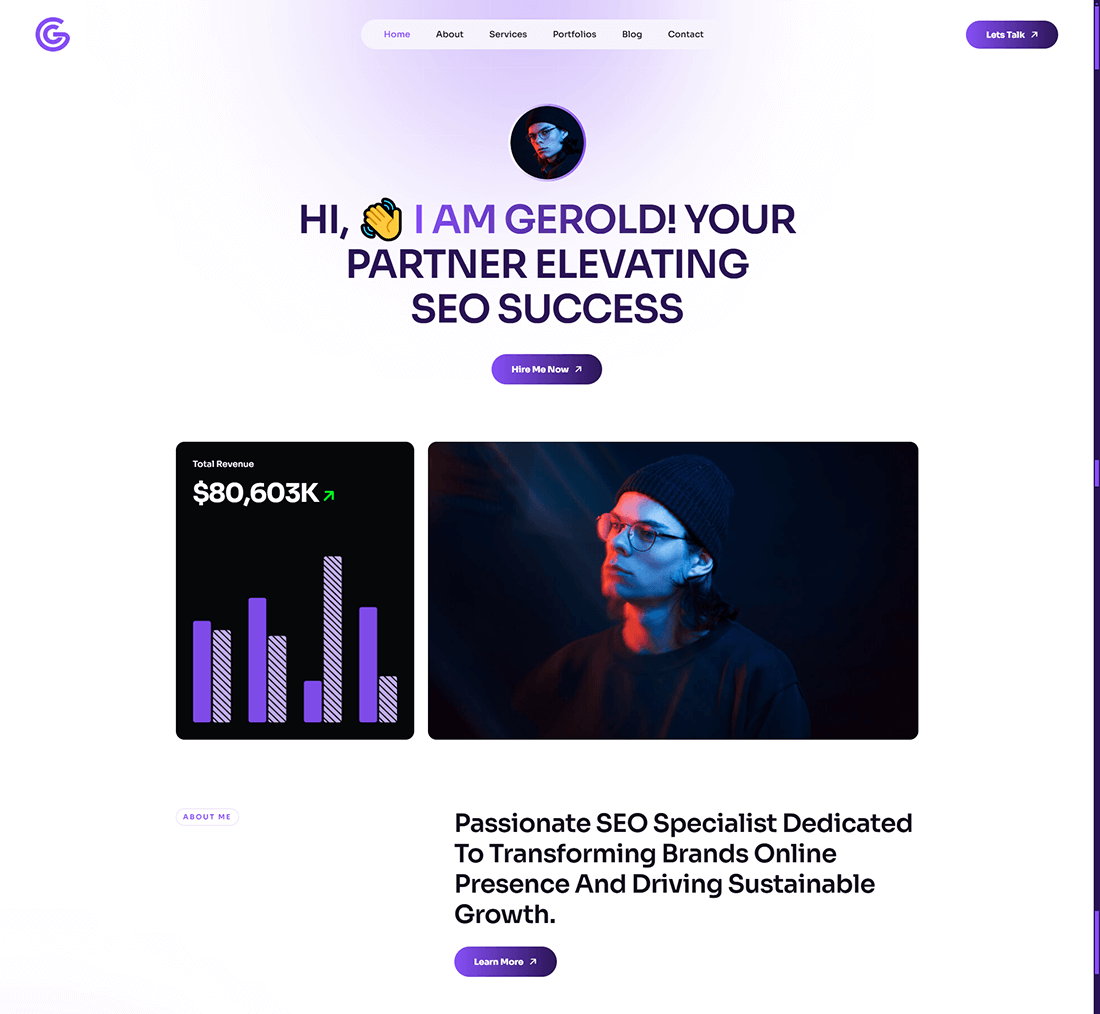 Home About Services Portfolios Blog Contact
Lets Talk
HI, 👋 I AM GEROLD! YOUR
PARTNER ELEVATING
SEO SUCCESS
Hire Me Now
Total Revenue
$80,603K
ABOUT ME
Passionate SEO Specialist Dedicated
To Transforming Brands Online
Presence And Driving Sustainable
Growth.
Learn More